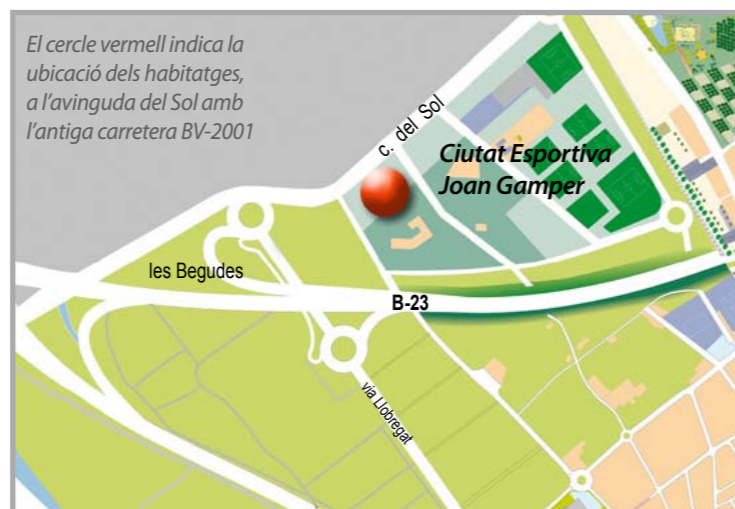 El cercle vermell indica la
ubicació dels habitatges,
a l'avinguda del Sol amb
l'antiga carretera BV-2001
c. del Sol
Ciutat Esportiva
Joan Gamper
les Begudes
B-23
via Llobregat